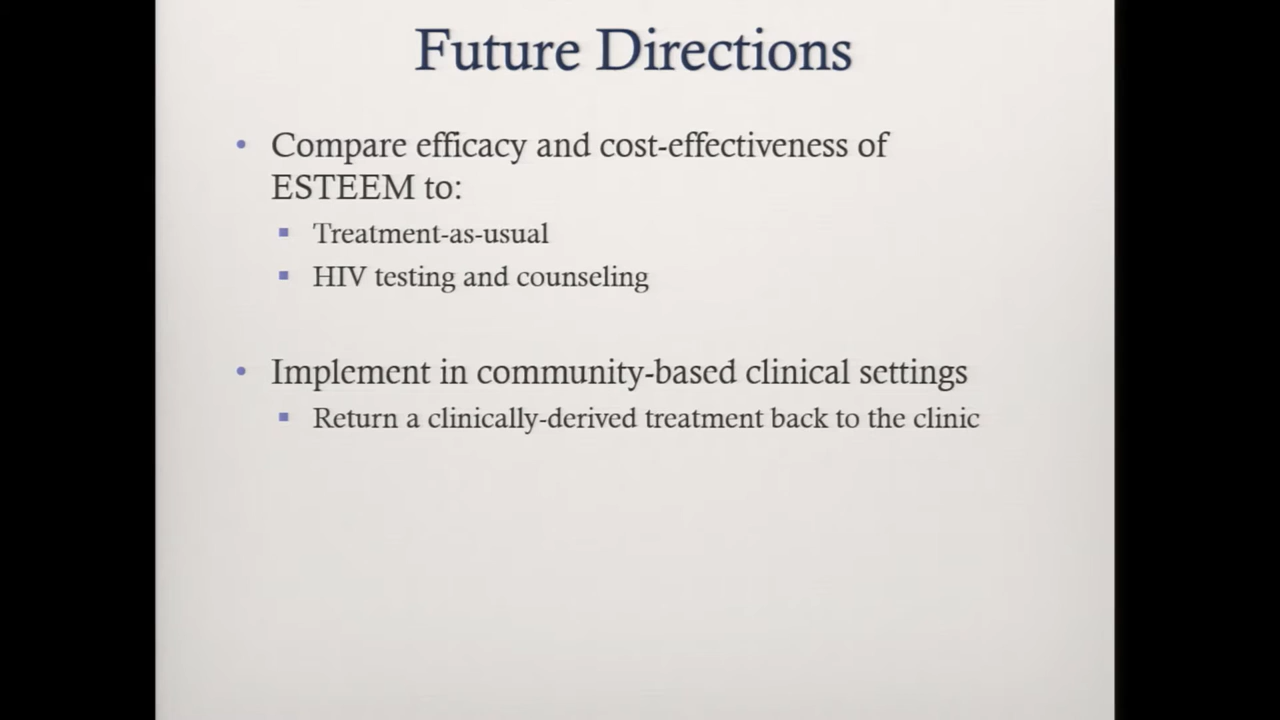 Future Directions
• Compare efficacy and cost-effectiveness of
ESTEEM to:
▪ Treatment-as-usual
▪ HIV testing and counseling
• Implement in community-based clinical settings
▪ Return a clinically-derived treatment back to the clinic